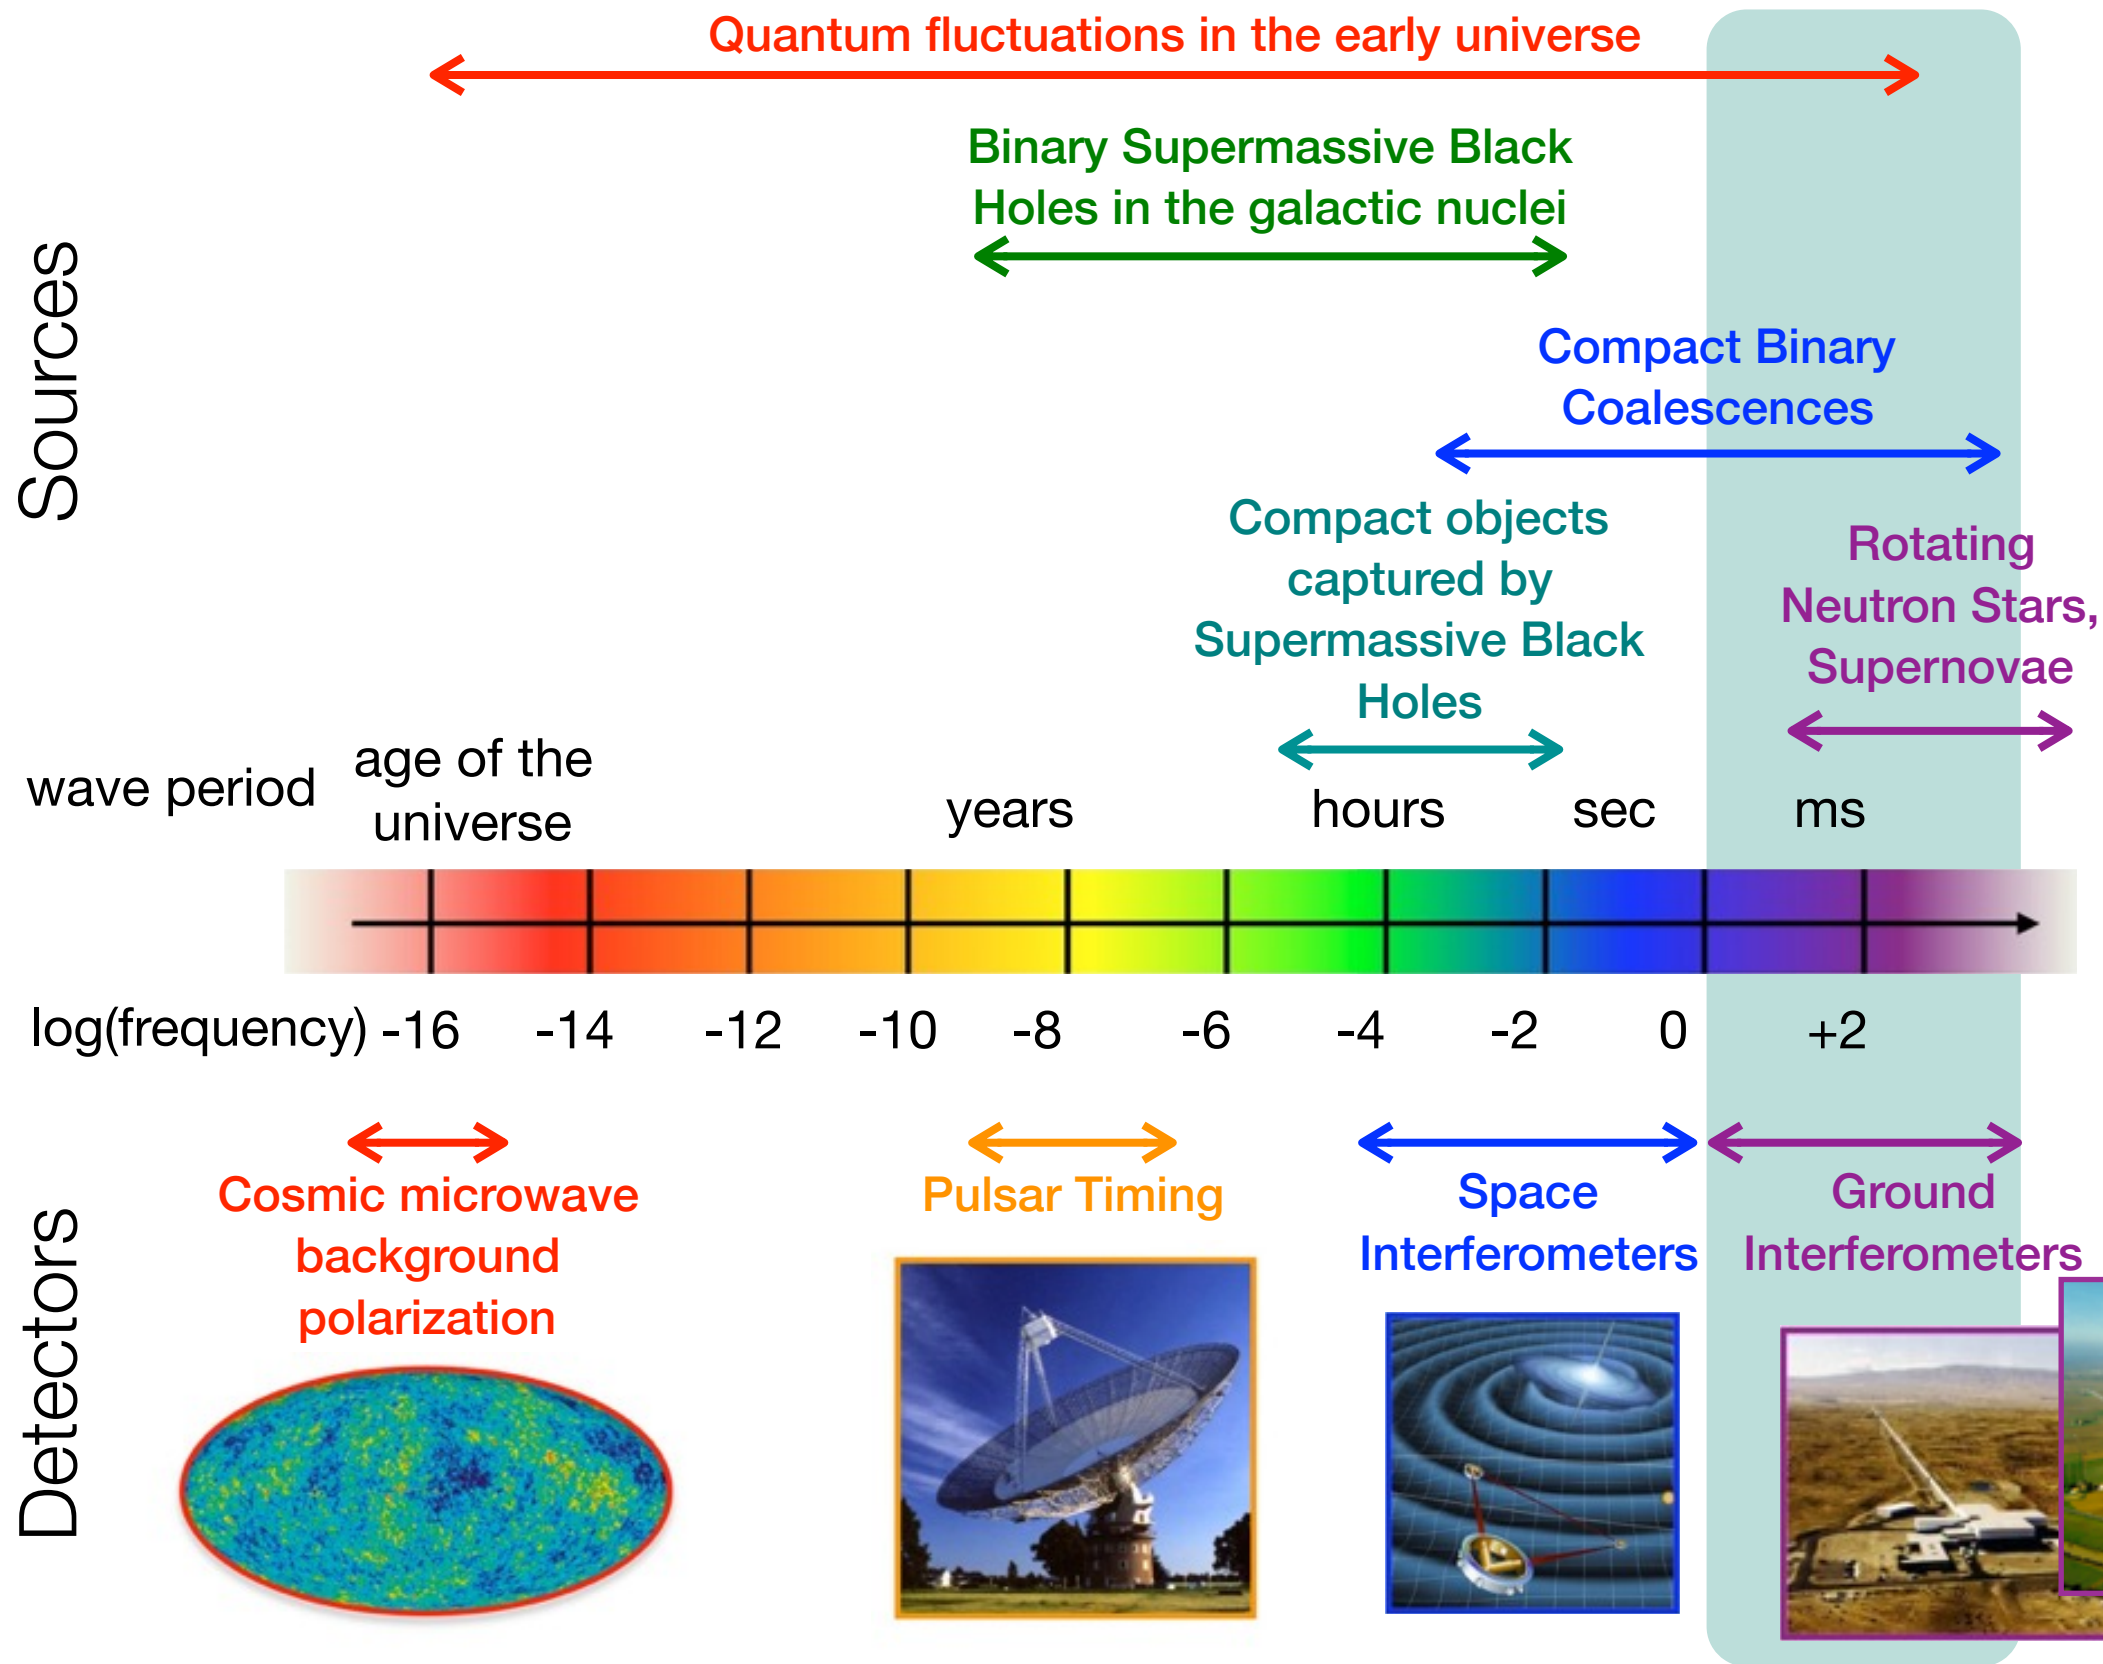 Quantum fluctuations in the early universe
Binary Supermassive Black
Holes in the galactic nuclei
Sources
Compact Binary
Coalescences
Compact objects
captured by
Supermassive Black
Holes
Rotating
Neutron Stars,
Supernovae
wave period
age of the
universe
years
hours
sec
ms
log(frequency) -16 -14 -12 -10 -8 -6 -4 -2 0 +2
Detectors
Cosmic microwave
background
polarization
Pulsar Timing
Space
Interferometers
Ground
Interferometers